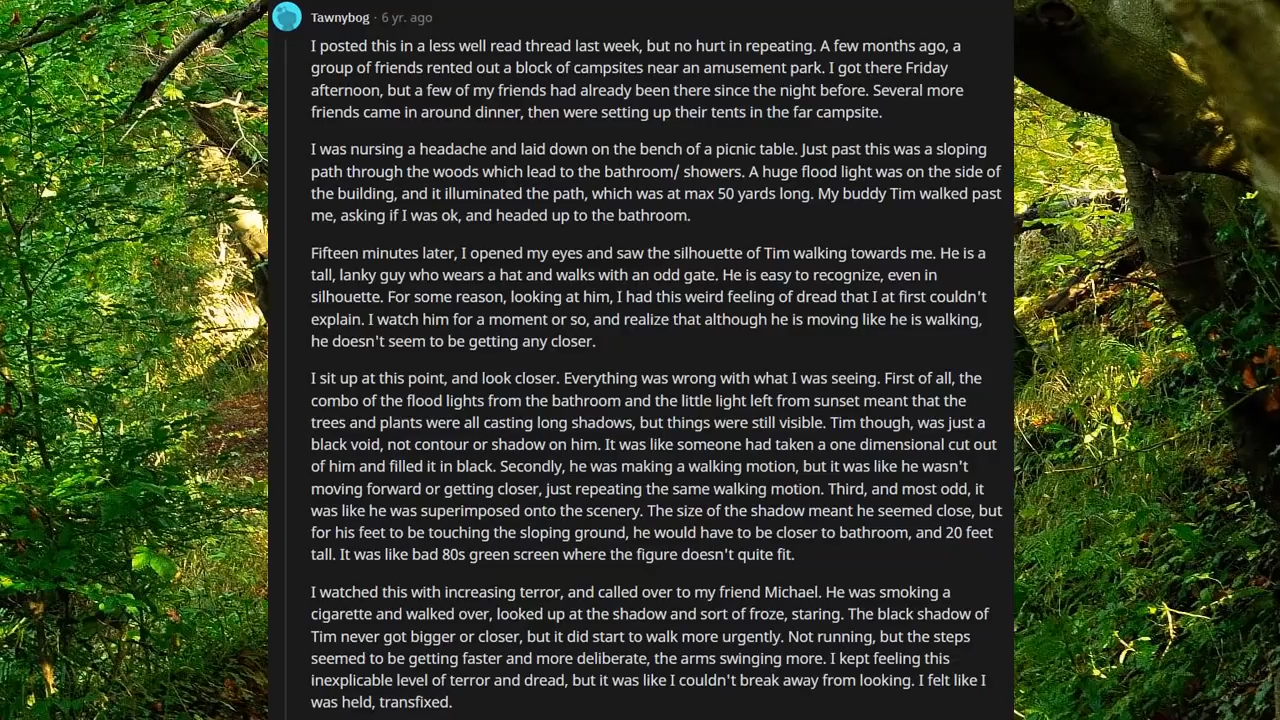 Tawnybog · 6 yr. ago
I posted this in a less well read thread last week, but no hurt in repeating. A few months ago, a
group of friends rented out a block of campsites near an amusement park. I got there Friday
afternoon, but a few of my friends had already been there since the night before. Several more
friends came in around dinner, then were setting up their tents in the far campsite.
I was nursing a headache and laid down on the bench of a picnic table. Just past this was a sloping
path through the woods which lead to the bathroom/ showers. A huge flood light was on the side of
the building, and it illuminated the path, which was at max 50 yards long. My buddy Tim walked past
me, asking if I was ok, and headed up to the bathroom.
Fifteen minutes later, I opened my eyes and saw the silhouette of Tim walking towards me. He is a
tall, lanky guy who wears a hat and walks with an odd gate. He is easy to recognize, even in
silhouette. For some reason, looking at him, I had this weird feeling of dread that I at first couldn't
explain. I watch him for a moment or so, and realize that although he is moving like he is walking,
he doesn't seem to be getting any closer.
I sit up at this point, and look closer. Everything was wrong with what I was seeing. First of all, the
combo of the flood lights from the bathroom and the little light left from sunset meant that the
trees and plants were all casting long shadows, but things were still visible. Tim though, was just a
black void, not contour or shadow on him. It was like someone had taken a one dimensional cut out
of him and filled it in black. Secondly, he was making a walking motion, but it was like he wasn't
moving forward or getting closer, just repeating the same walking motion. Third, and most odd, it
was like he was superimposed onto the scenery. The size of the shadow meant he seemed close, but
for his feet to be touching the sloping ground, he would have to be closer to bathroom, and 20 feet
tall. It was like bad 80s green screen where the figure doesn't quite fit.
I watched this with increasing terror, and called over to my friend Michael. He was smoking a
cigarette and walked over, looked up at the shadow and sort of froze, staring. The black shadow of
Tim never got bigger or closer, but it did start to walk more urgently. Not running, but the steps
seemed to be getting faster and more deliberate, the arms swinging more. I kept feeling this
inexplicable level of terror and dread, but it was like I couldn't break away from looking. I felt like I
was held, transfixed.